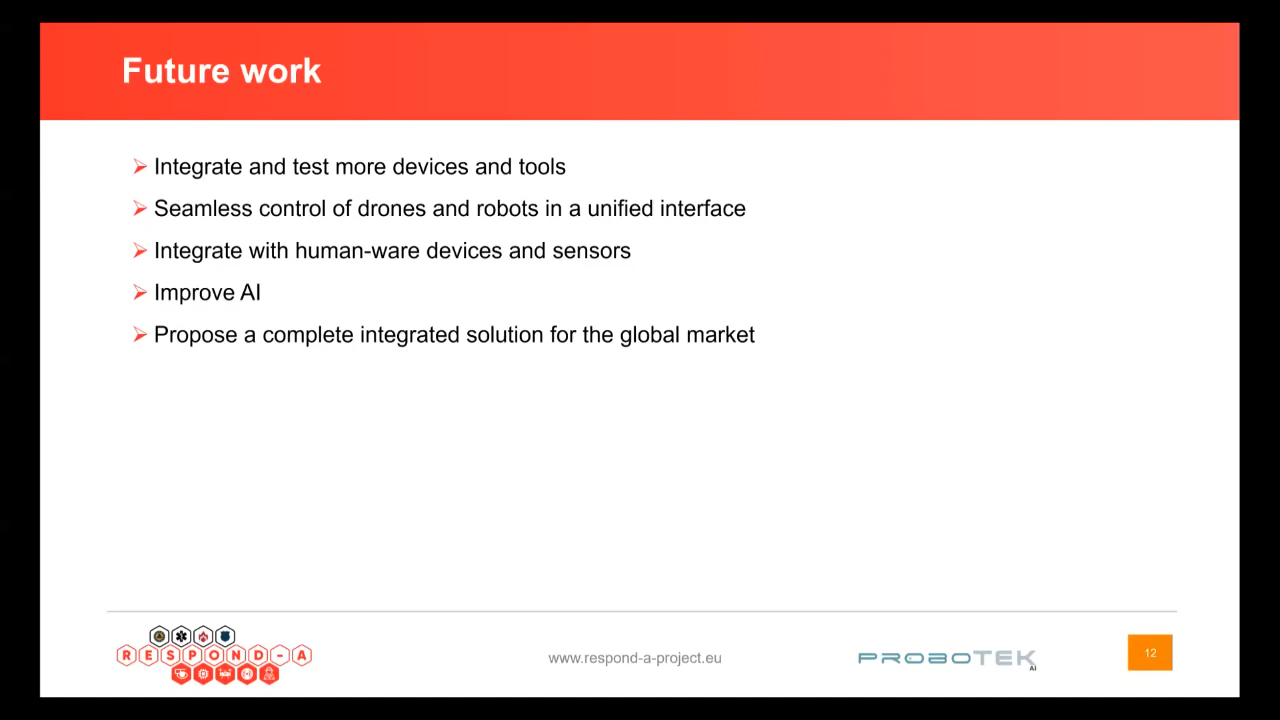 Future work
Integrate and test more devices and tools
Seamless control of drones and robots in a unified interface
Integrate with human-ware devices and sensors
Improve AI
Propose a complete integrated solution for the global market
RESPOND-A
www.respond-a-project.eu
PROBOTEK
AI
12